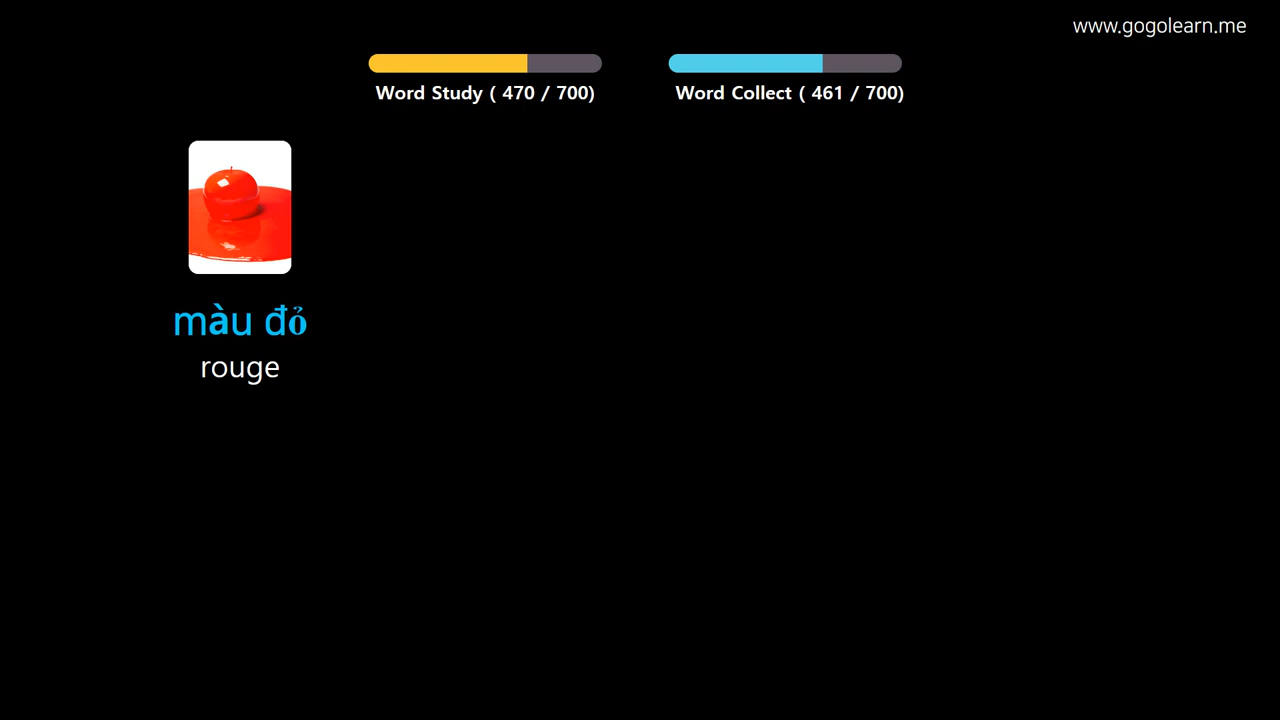 www.gogolearn.me
Word Study ( 470 / 700)
Word Collect ( 461 / 700)
màu đỏ
rouge